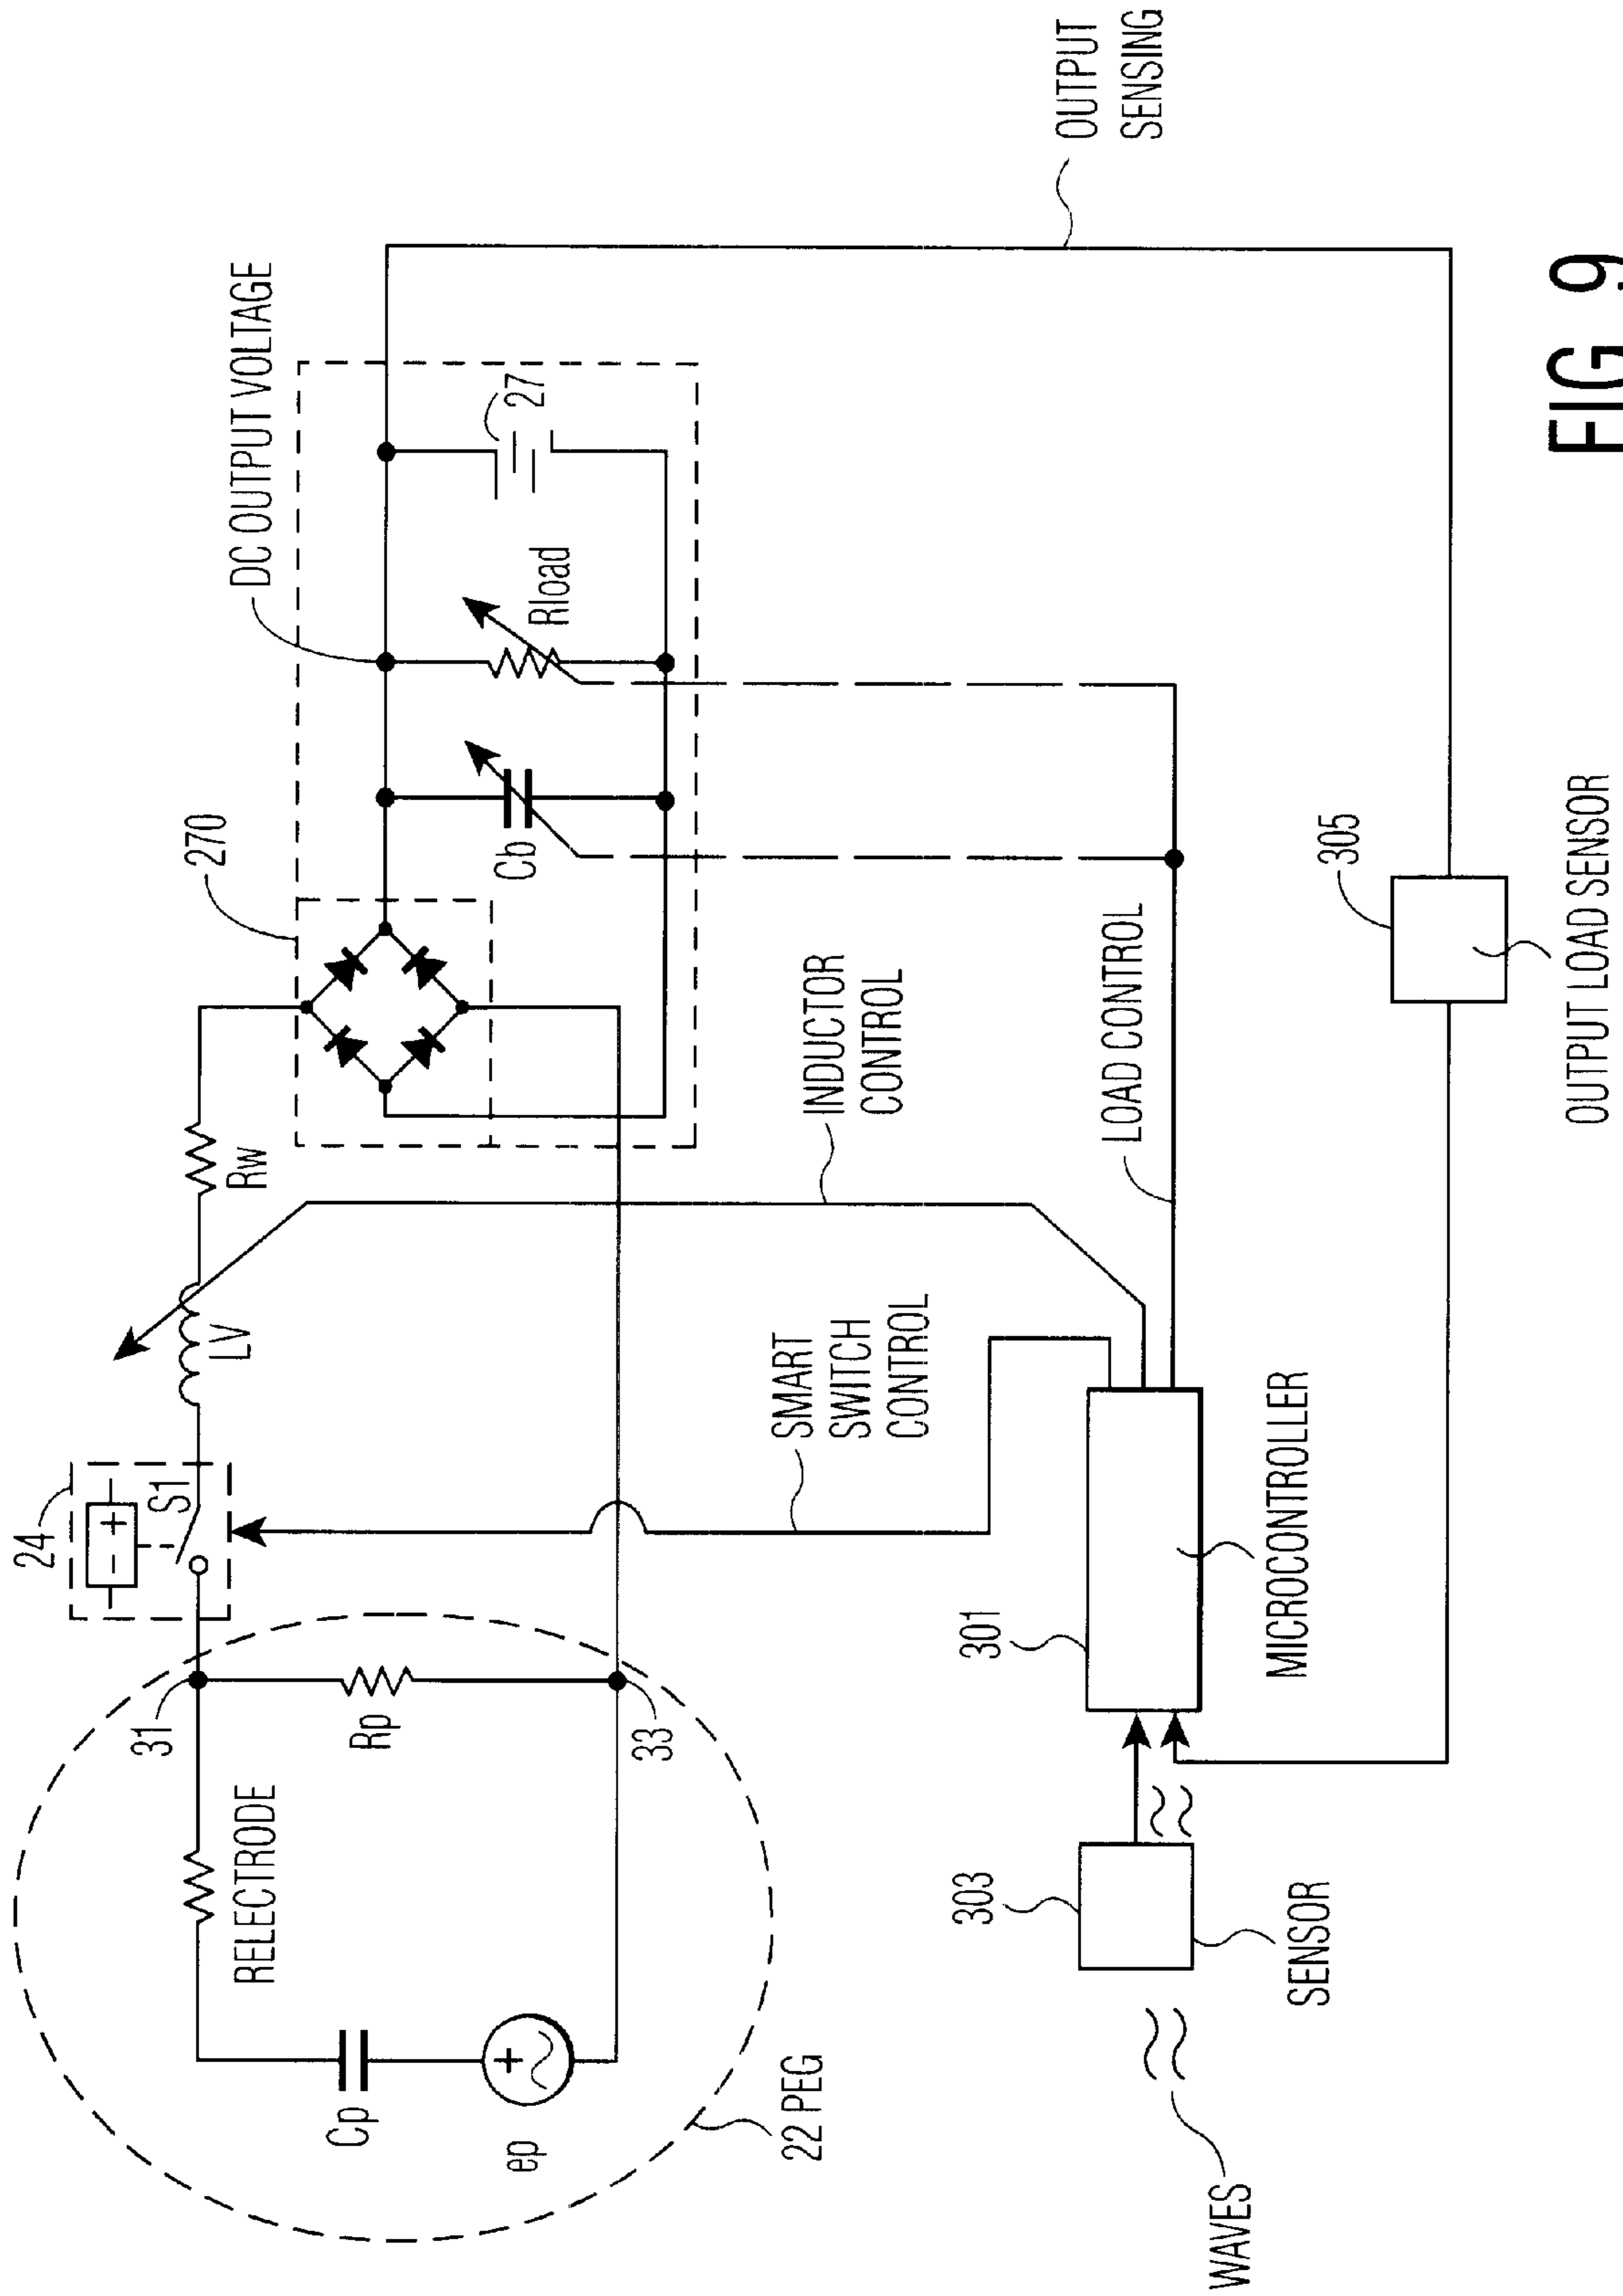 24
S1
- +
LV
Rw
270
DC OUTPUT VOLTAGE
31
RELECTRODE
Rp
33
Cp
+
ep
22 PEG
Cb
Rload
27
OUTPUT
SENSING
SMART
SWITCH
CONTROL
INDUCTOR
CONTROL
LOAD CONTROL
WAVES
303
SENSOR
301
MICROCONTROLLER
305
OUTPUT LOAD SENSOR
FIG. 9